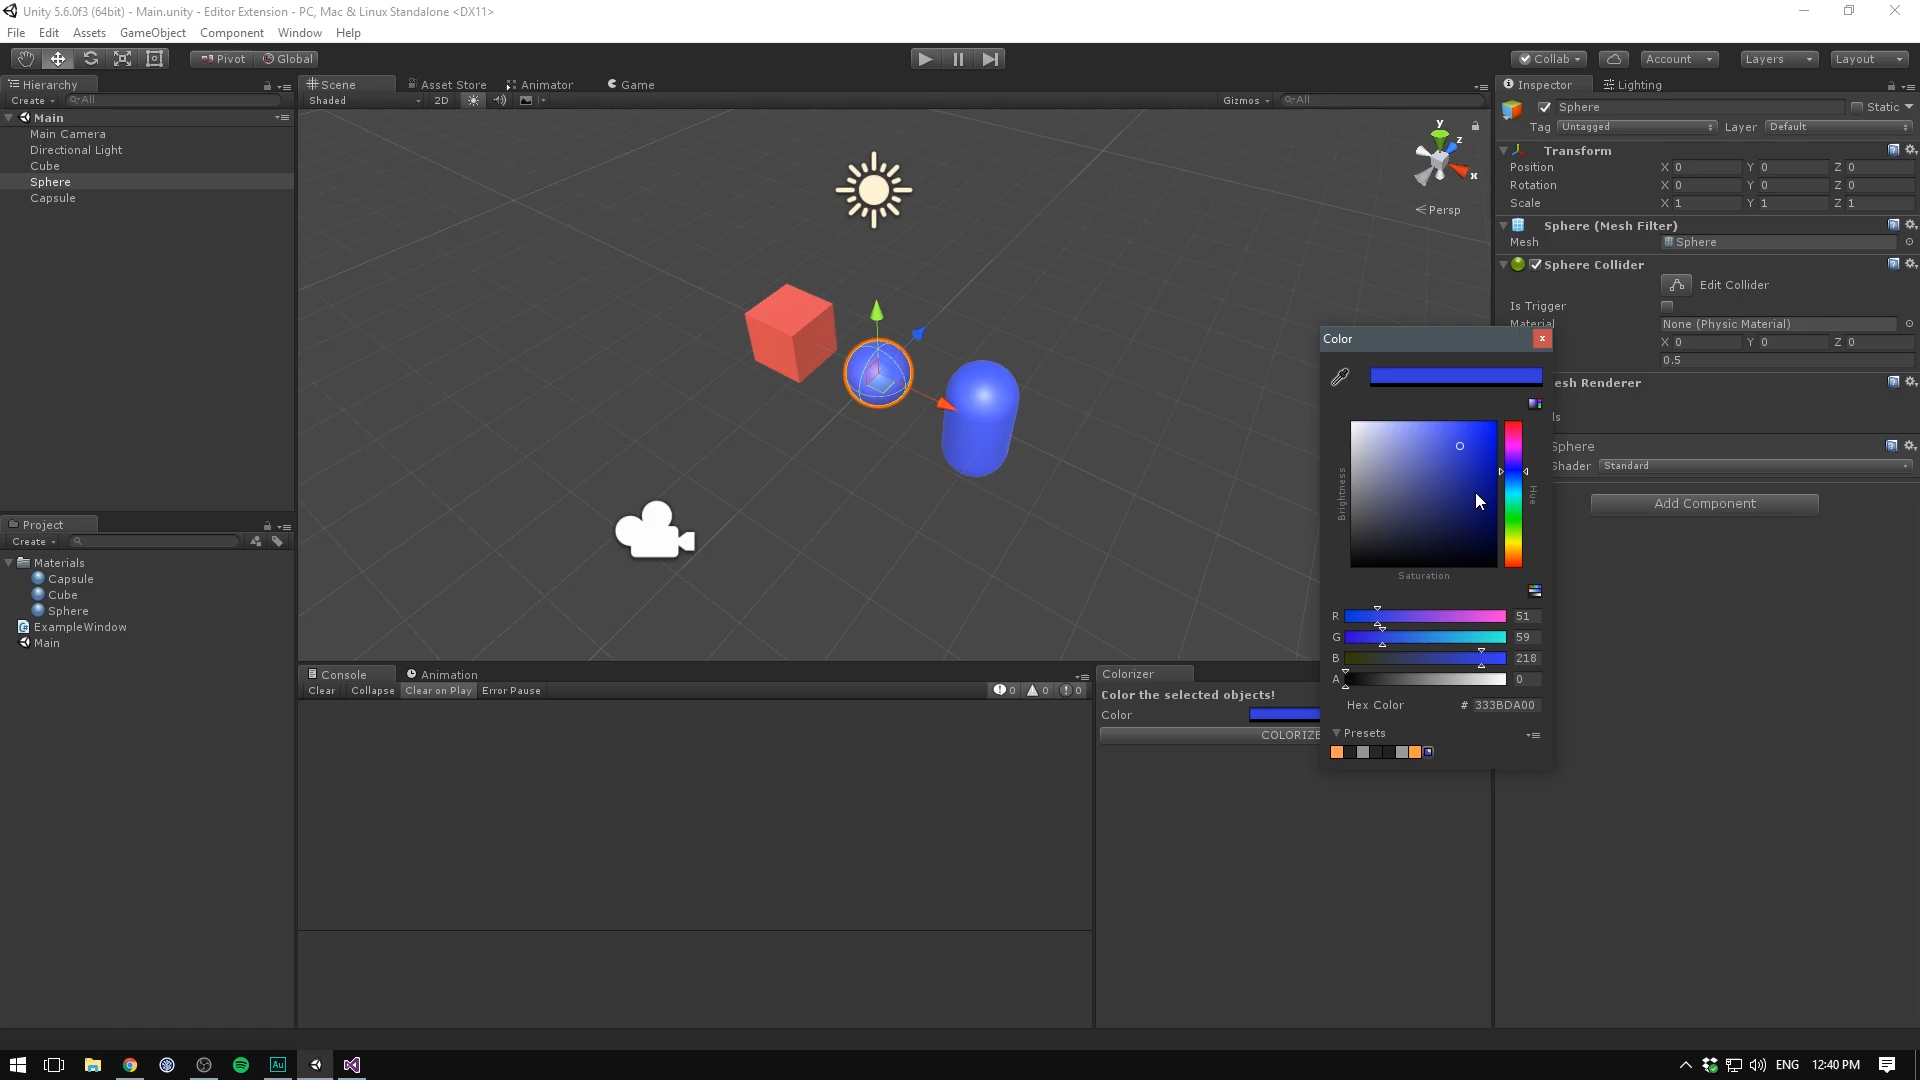 Unity 5.6.0f3 (64bit) - Main.unity - Editor Extension - PC, Mac & Linux Standalone <DX11>
File Edit Assets GameObject Component Window Help
Pivot Global Collab Account Layers Layout
Hierarchy
Create All
Main
Main Camera
Directional Light
Cube
Sphere
Capsule
Project
Create
Materials
Capsule
Cube
Sphere
ExampleWindow
Main
Scene Asset Store Animator Game
Shaded 2D Gizmos All
y
z
x
Persp
Console Animation
Clear Collapse Clear on Play Error Pause 0 0 0
Colorizer
Color the selected objects!
Color
COLORIZE
Inspector Lighting
Sphere Static
Tag Untagged Layer Default
Transform
Position X 0 Y 0 Z 0
Rotation X 0 Y 0 Z 0
Scale X 1 Y 1 Z 1
Sphere (Mesh Filter)
Mesh Sphere
Sphere Collider
Edit Collider
Is Trigger
Material None (Physic Material)
X 0 Y 0 Z 0
0.5
esh Renderer
ls
Sphere
Shader Standard
Add Component
Color
Brightness
Hue
Saturation
R 51
G 59
B 218
A 0
Hex Color # 333BDA00
Presets
Au
ENG 12:40 PM